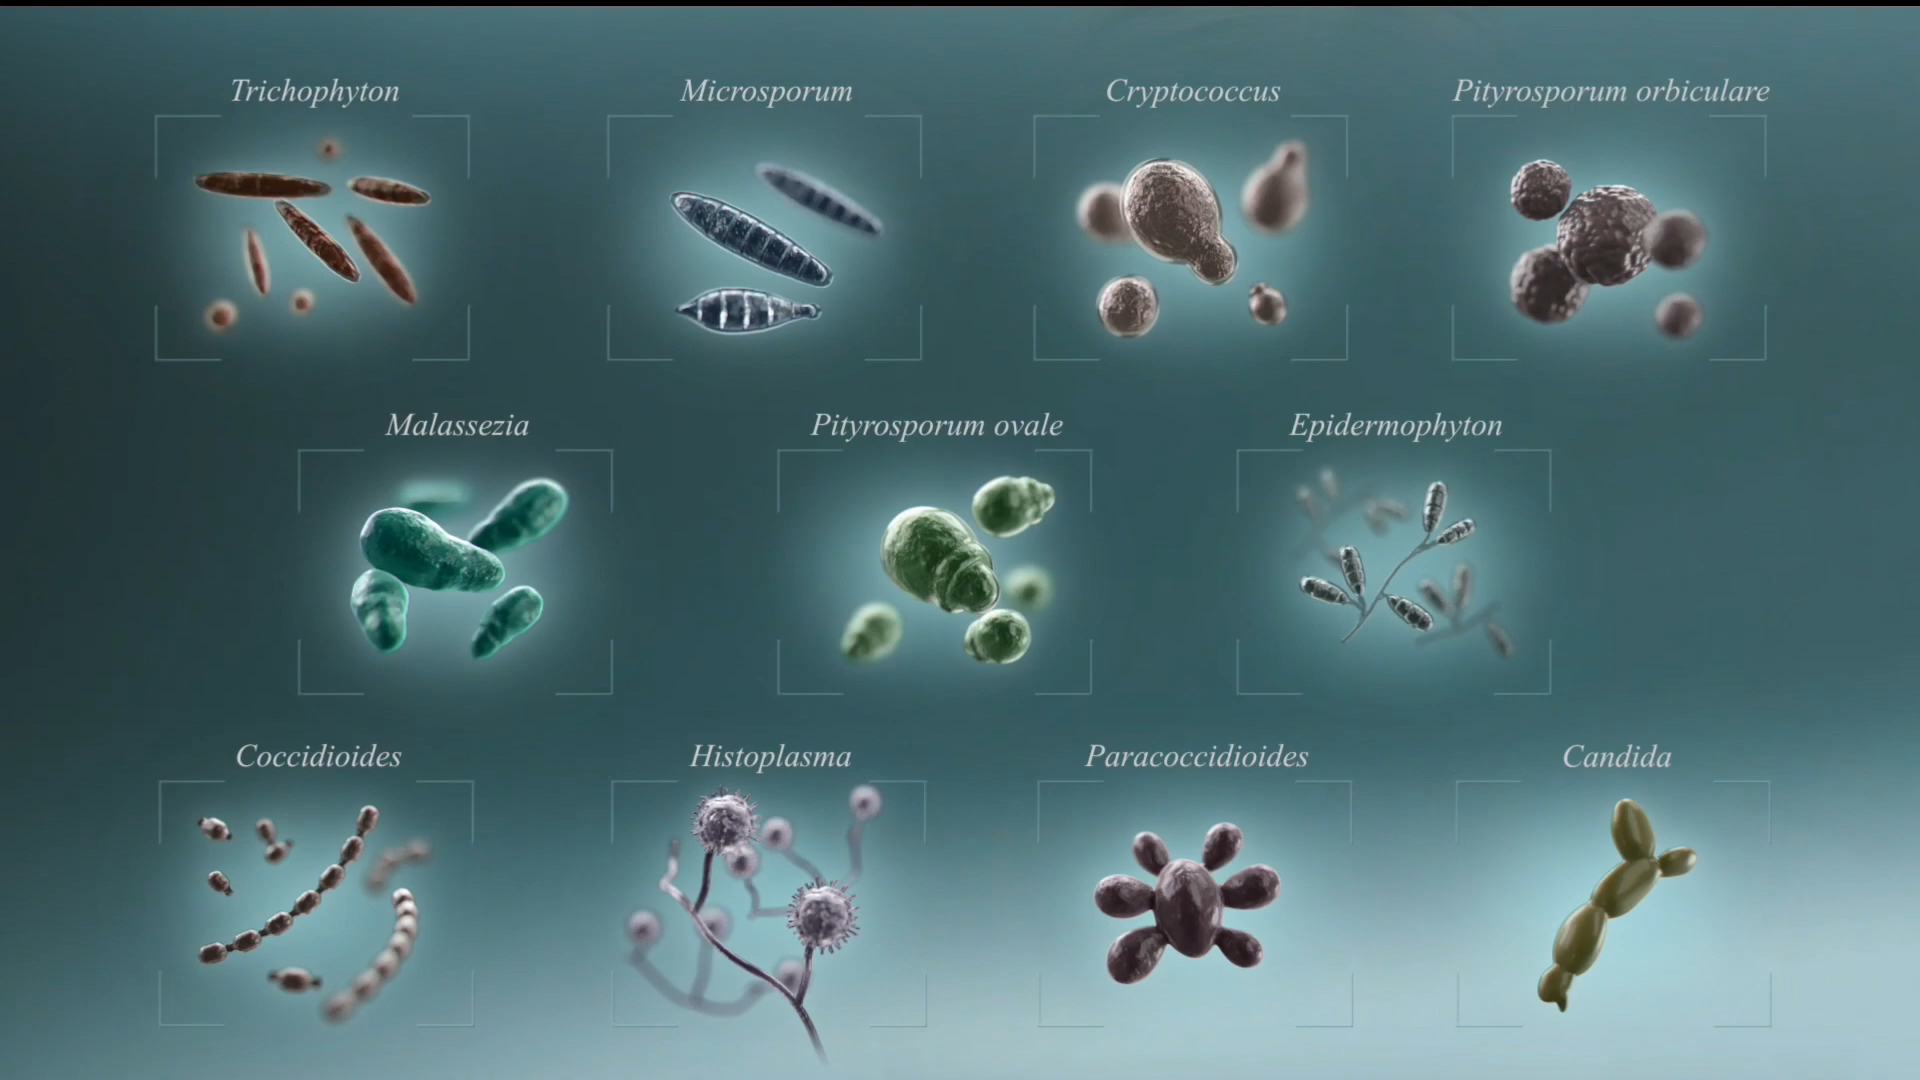 Trichophyton
Microsporum
Cryptococcus
Pityrosporum orbiculare
Malassezia
Pityrosporum ovale
Epidermophyton
Coccidioides
Histoplasma
Paracoccidioides
Candida